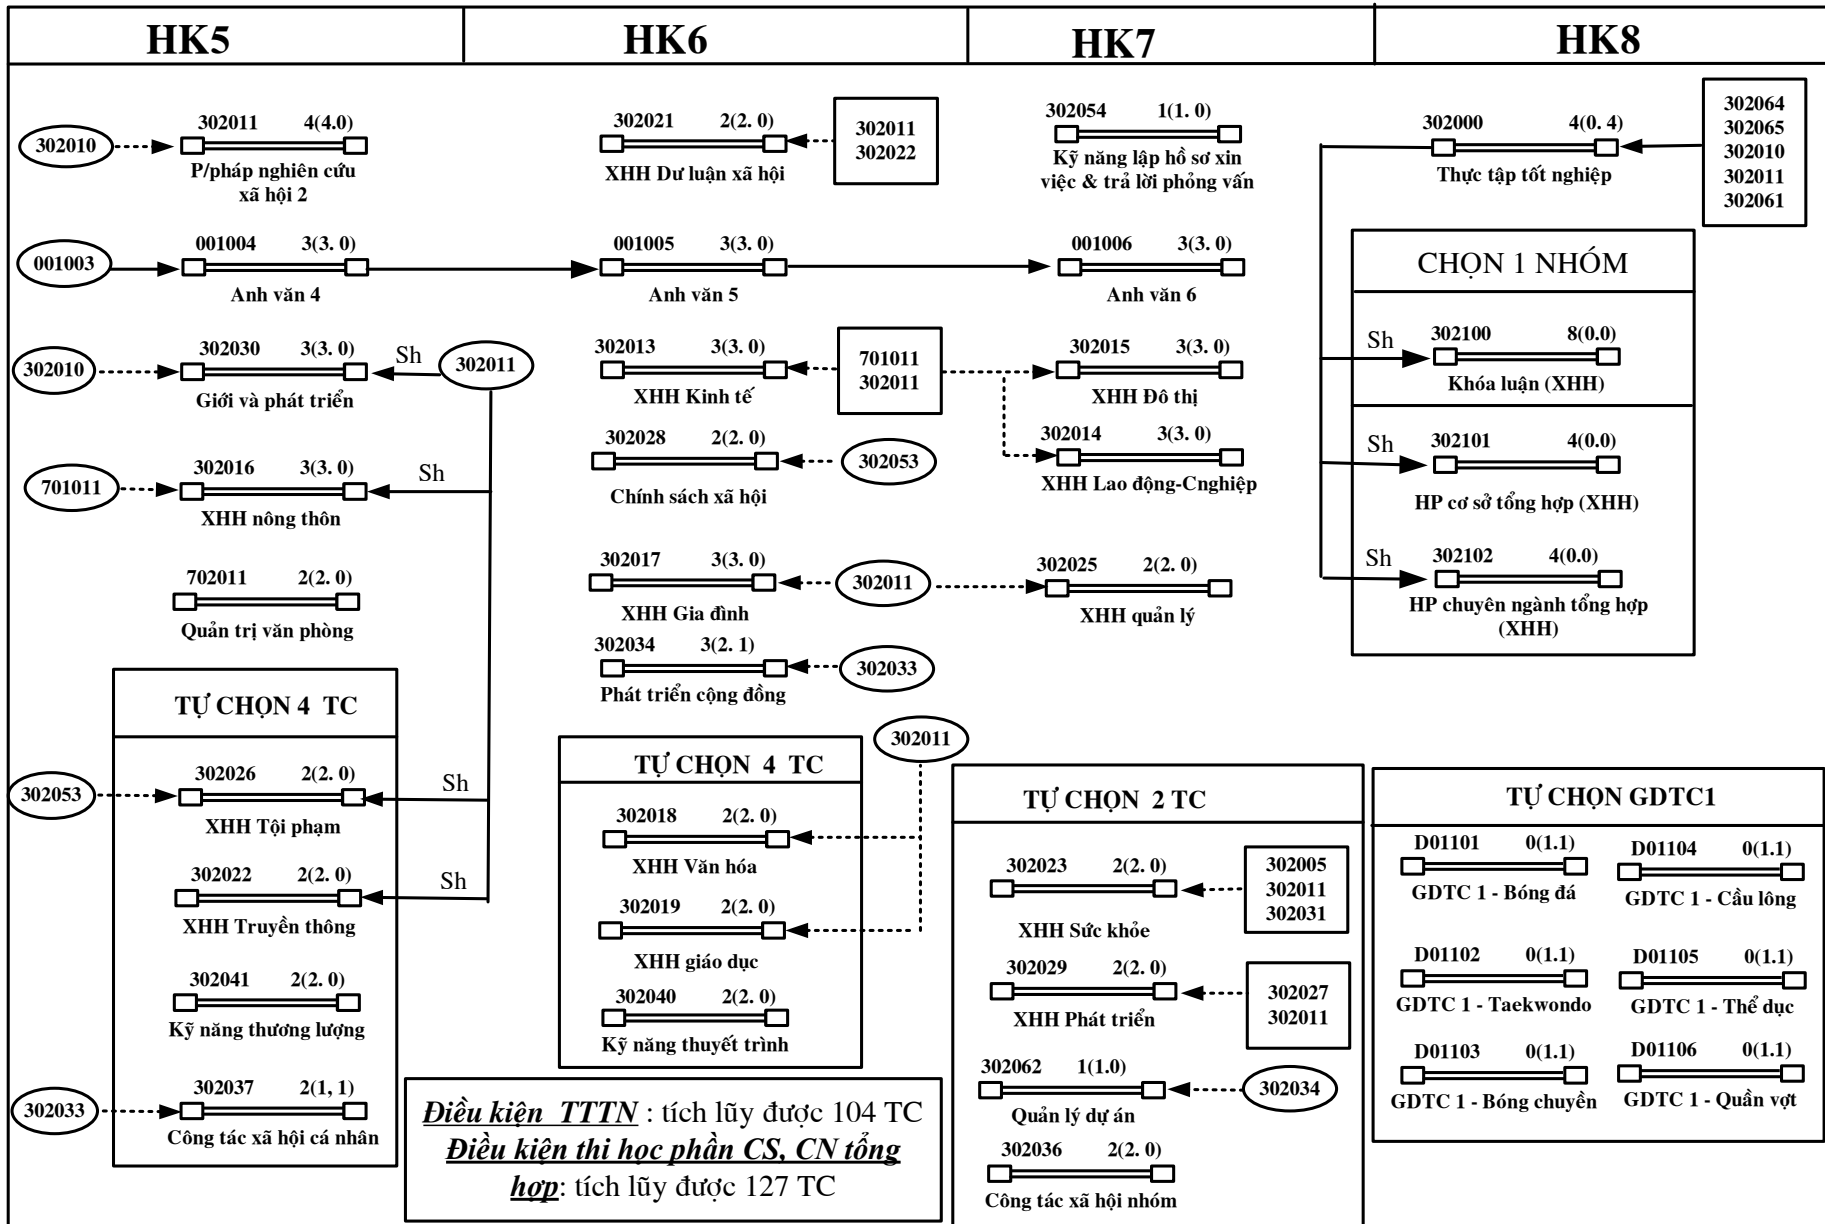 HK5
HK6
HK7
HK8
302010
302011 4(4.0)
P/pháp nghiên cứu
xã hội 2
001003
001004 3(3. 0)
Anh văn 4
302010
302030 3(3. 0)
Sh
302011
Giới và phát triển
701011
302016 3(3. 0)
Sh
XHH nông thôn
702011 2(2. 0)
Quản trị văn phòng
TỰ CHỌN 4 TC
302053
302026 2(2. 0)
Sh
XHH Tội phạm
302022 2(2. 0)
Sh
XHH Truyền thông
302041 2(2. 0)
Kỹ năng thương lượng
302033
302037 2(1, 1)
Công tác xã hội cá nhân
302021 2(2. 0)
XHH Dư luận xã hội
302011
302022
001005 3(3. 0)
Anh văn 5
302013 3(3. 0)
XHH Kinh tế
701011
302011
302028 2(2. 0)
302053
Chính sách xã hội
302017 3(3. 0)
302011
XHH Gia đình
302034 3(2. 1)
302033
Phát triển cộng đồng
302011
TỰ CHỌN 4 TC
302018 2(2. 0)
XHH Văn hóa
302019 2(2. 0)
XHH giáo dục
302040 2(2. 0)
Kỹ năng thuyết trình
Điều kiện TTTN : tích lũy được 104 TC
Điều kiện thi học phần CS, CN tổng
hợp: tích lũy được 127 TC
302054 1(1. 0)
Kỹ năng lập hồ sơ xin
việc & trả lời phỏng vấn
001006 3(3. 0)
Anh văn 6
302015 3(3. 0)
XHH Đô thị
302014 3(3. 0)
XHH Lao động-Cnghiệp
302025 2(2. 0)
XHH quản lý
TỰ CHỌN 2 TC
302023 2(2. 0)
XHH Sức khỏe
302005
302011
302031
302029 2(2. 0)
XHH Phát triển
302027
302011
302062 1(1.0)
302034
Quản lý dự án
302036 2(2. 0)
Công tác xã hội nhóm
302000 4(0. 4)
Thực tập tốt nghiệp
302064
302065
302010
302011
302061
CHỌN 1 NHÓM
Sh
302100 8(0.0)
Khóa luận (XHH)
Sh
302101 4(0.0)
HP cơ sở tổng hợp (XHH)
Sh
302102 4(0.0)
HP chuyên ngành tổng hợp
(XHH)
TỰ CHỌN GDTC1
D01101 0(1.1)
GDTC 1 - Bóng đá
D01104 0(1.1)
GDTC 1 - Cầu lông
D01102 0(1.1)
GDTC 1 - Taekwondo
D01105 0(1.1)
GDTC 1 - Thể dục
D01103 0(1.1)
GDTC 1 - Bóng chuyền
D01106 0(1.1)
GDTC 1 - Quần vợt